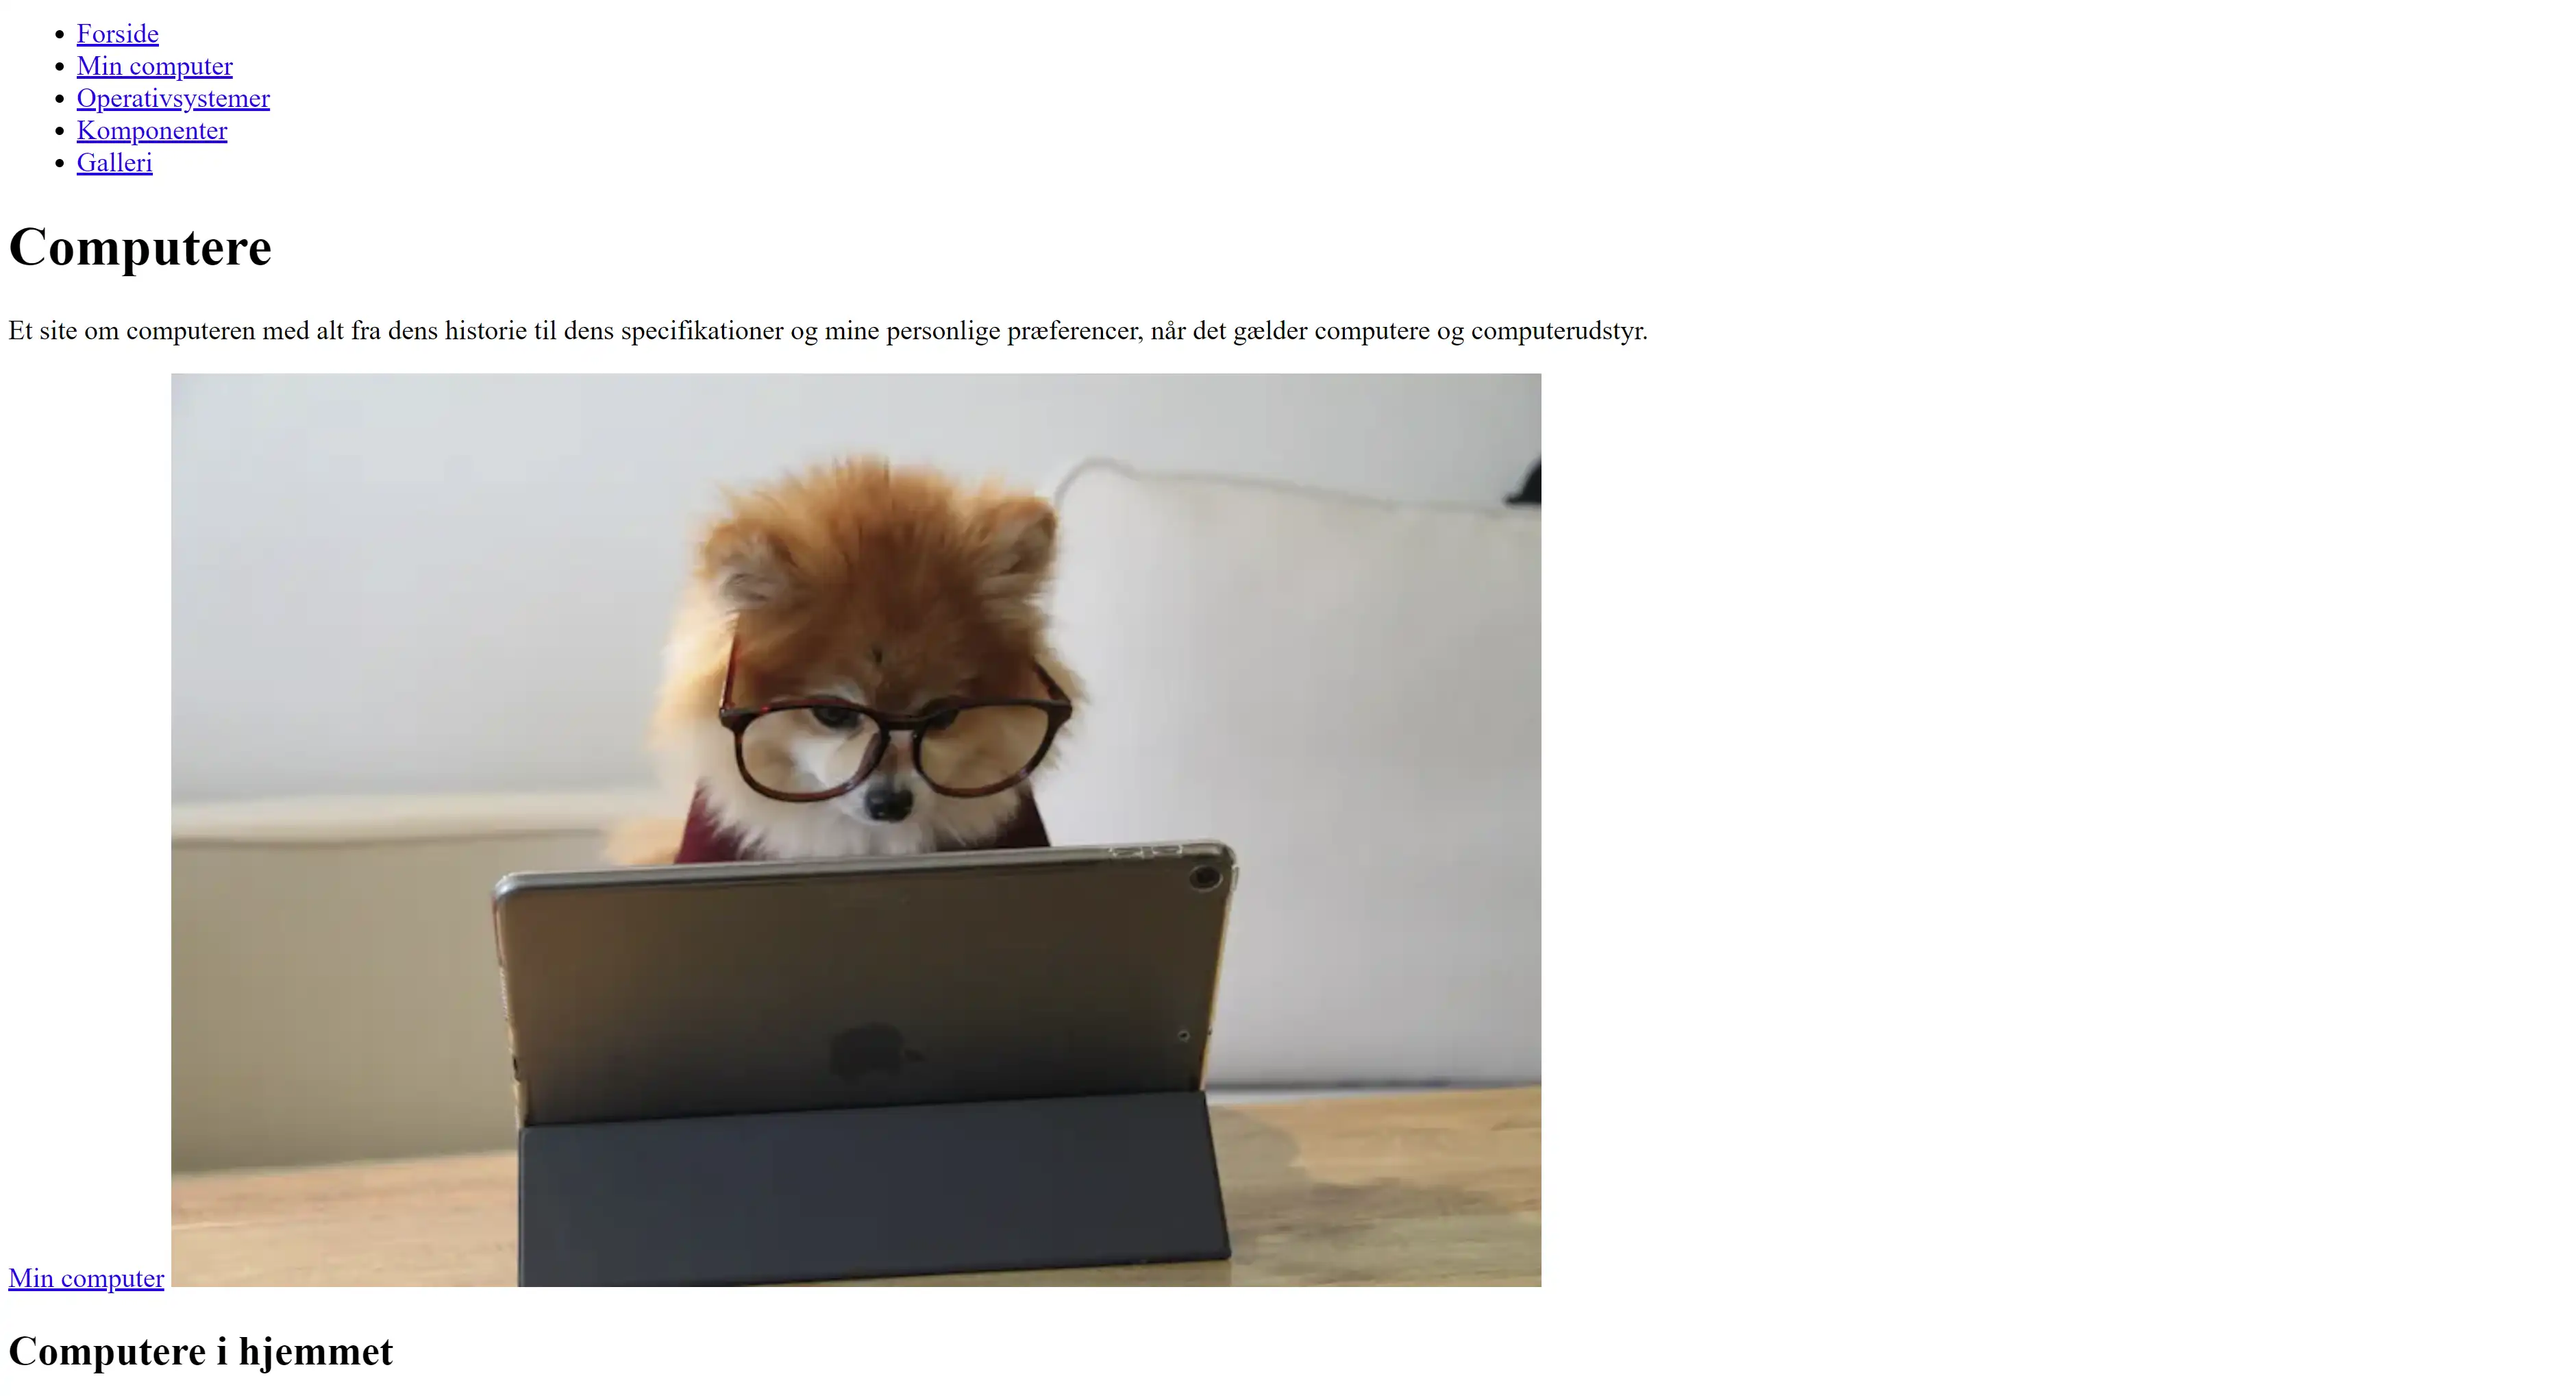 Forside
Min computer
Operativsystemer
Komponenter
Galleri
Computere
Et site om computeren med alt fra dens historie til dens specifikationer og mine personlige præferencer, når det gælder computere og computerudstyr.
Min computer
Computere i hjemmet